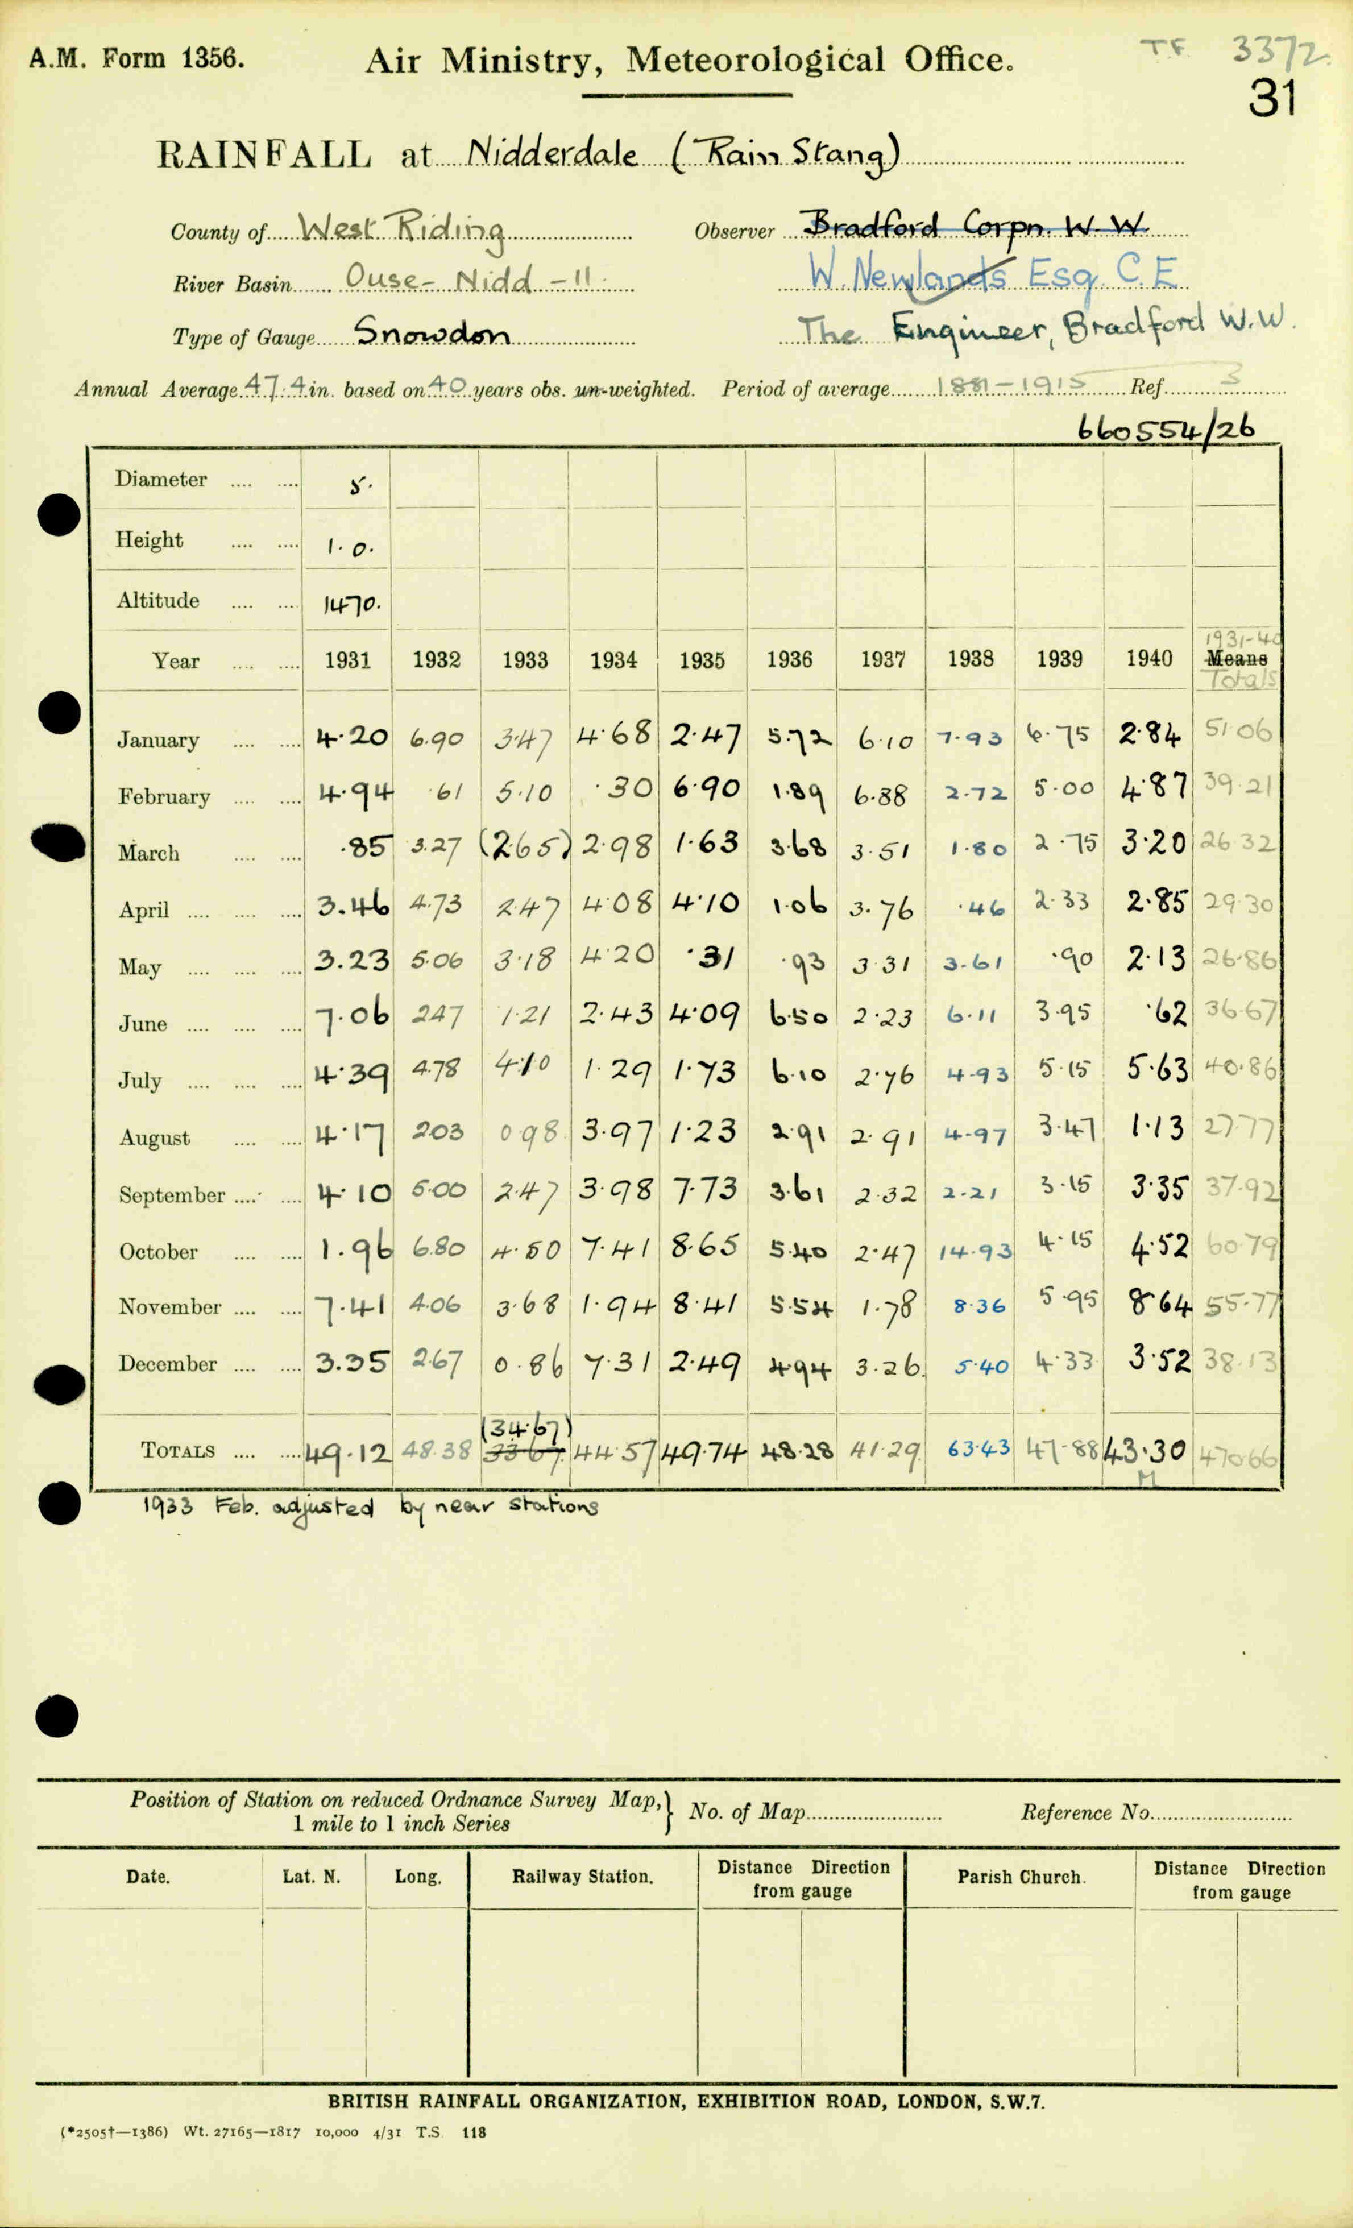 A.M. Form 1356.
Air Ministry, Meteorological Office.
T.F. 3372.
31
RAINFALL at Nidderdale (Rain Stang)
County of West Riding Observer Bradford Corpn. W.W.
River Basin Ouse - Nidd - 11. W. Newlands Esq. C.E.
Type of Gauge Snowdon The Engineer, Bradford W.W.
Annual Average 47.4 in. based on 40 years obs. un-weighted. Period of average 1881-1915 Ref. 3
660554/26
Diameter .... .... 5.
Height .... .... 1.0.
Altitude .... .... 1470.
1931-40
Year .... .... 1931 1932 1933 1934 1935 1936 1937 1938 1939 1940 Means
Totals
January .... .... 4.20 6.90 3.47 4.68 2.47 5.72 6.10 7.93 6.75 2.84 51.06
February .... .... 4.94 .61 5.10 .30 6.90 1.89 6.88 2.72 5.00 4.87 39.21
March .... .... .85 3.27 (2.65) 2.98 1.63 3.68 3.51 1.80 2.75 3.20 26.32
April .... .... .... 3.46 4.73 2.47 4.08 4.10 1.06 3.76 .46 2.33 2.85 29.30
May .... .... .... 3.23 5.06 3.18 4.20 .31 .93 3.31 3.61 .90 2.13 26.86
June .... .... .... 7.06 2.47 1.21 2.43 4.09 6.50 2.23 6.11 3.95 .62 36.67
July .... .... .... 4.39 4.78 4.10 1.29 1.73 6.10 2.76 4.93 5.15 5.63 40.86
August .... .... 4.17 2.03 0.98 3.97 1.23 2.91 2.91 4.97 3.47 1.13 27.77
September .... .... 4.10 5.00 2.47 3.98 7.73 3.61 2.32 2.21 3.15 3.35 37.92
October .... .... 1.96 6.80 4.50 7.41 8.65 5.40 2.47 14.93 4.15 4.52 60.79
November .... .... 7.41 4.06 3.68 1.94 8.41 5.54 1.78 8.36 5.95 8.64 55.77
December .... .... 3.35 2.67 0.86 7.31 2.49 4.94 3.26 5.40 4.33 3.52 38.13
(34.67)
TOTALS .... .... 49.12 48.38 33.67 44.57 49.74 48.28 41.29 63.43 47.88 43.30 470.66
M
1933 Feb. adjusted by near stations
Position of Station on reduced Ordnance Survey Map,} No. of Map Reference No.
1 mile to 1 inch Series
Date. Lat. N. Long. Railway Station. Distance Direction from gauge Parish Church. Distance Direction from gauge
BRITISH RAINFALL ORGANIZATION, EXHIBITION ROAD, LONDON, S.W.7.
(*2505†—1386) Wt. 27165—1817 10,000 4/31 T.S. 118